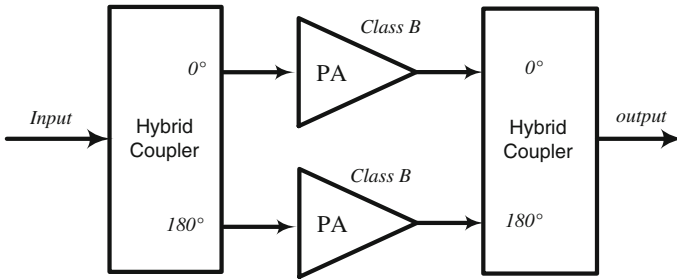 Class B
0°
PA
0°
Input
Hybrid
Coupler
Hybrid
Coupler
output
Class B
180°
PA
180°